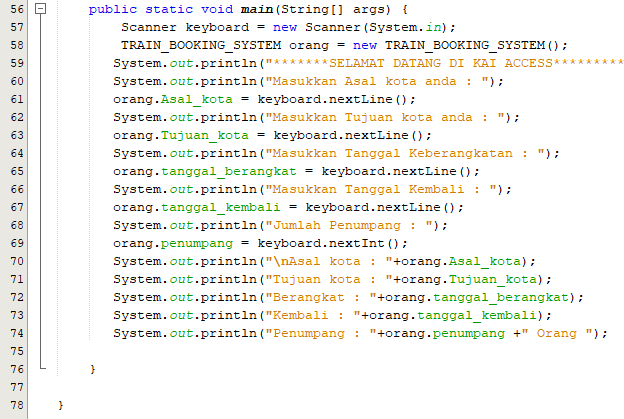 56 public static void main(String[] args) {
57 Scanner keyboard = new Scanner(System.in);
58 TRAIN_BOOKING_SYSTEM orang = new TRAIN_BOOKING_SYSTEM();
59 System.out.println("*******SELAMAT DATANG DI KAI ACCESS*********
60 System.out.println("Masukkan Asal kota anda : ");
61 orang.Asal_kota = keyboard.nextLine();
62 System.out.println("Masukkan Tujuan kota anda : ");
63 orang.Tujuan_kota = keyboard.nextLine();
64 System.out.println("Masukkan Tanggal Keberangkatan : ");
65 orang.tanggal_berangkat = keyboard.nextLine();
66 System.out.println("Masukkan Tanggal Kembali : ");
67 orang.tanggal_kembali = keyboard.nextLine();
68 System.out.println("Jumlah Penumpang : ");
69 orang.penumpang = keyboard.nextInt();
70 System.out.println("\nAsal kota : "+orang.Asal_kota);
71 System.out.println("Tujuan kota : "+orang.Tujuan_kota);
72 System.out.println("Berangkat : "+orang.tanggal_berangkat);
73 System.out.println("Kembali : "+orang.tanggal_kembali);
74 System.out.println("Penumpang : "+orang.penumpang +" Orang ");
75
76 }
77
78 }